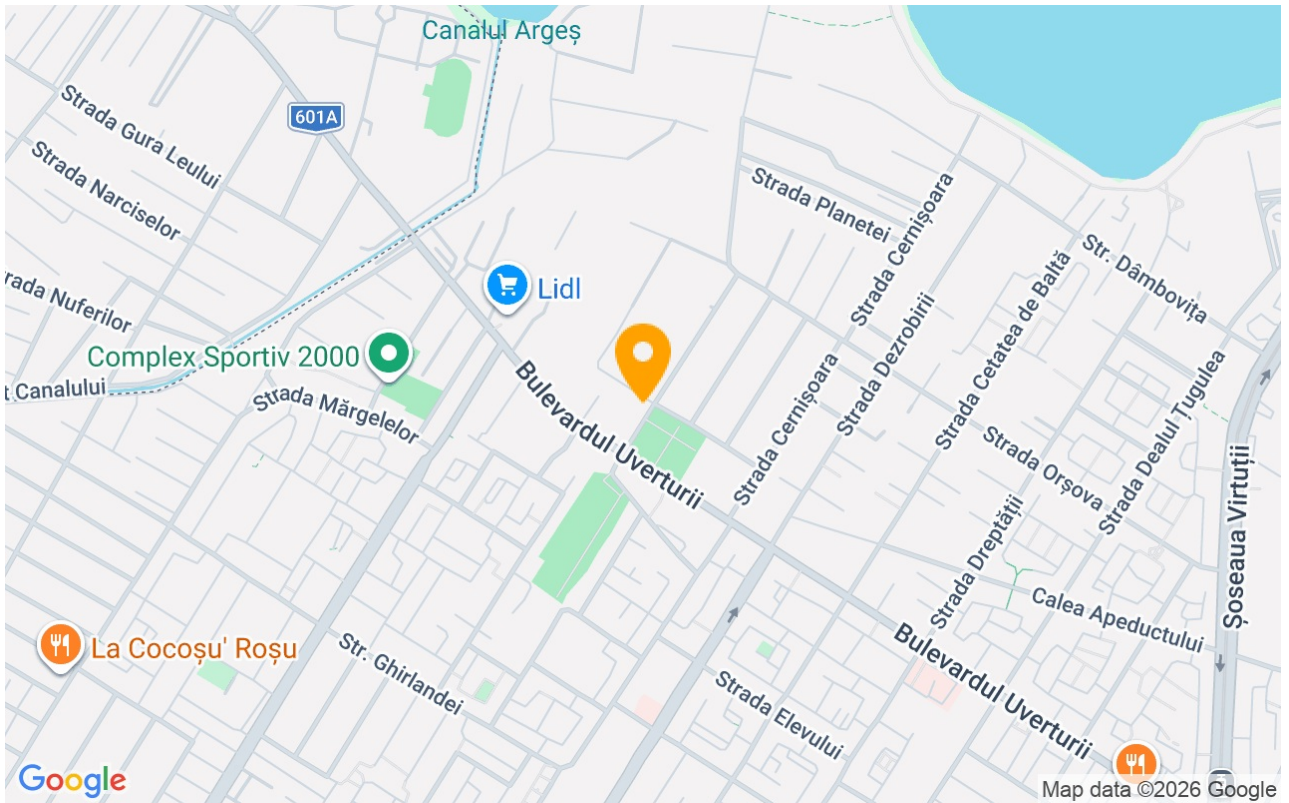 Canalul Argeș
601A
Strada Gura Leului
Strada Narciselor
Strada Planetei
Strada Cernișoara
Str. Dâmbovița
Strada Cetatea de Baltă
Lidl
rada Nuferilor
Strada Dezrobirii
Complex Sportiv 2000
t Canalului
Strada Mărgelelor
Bulevardul Uverturii
Strada Cernișoara
Strada Dealul Țugulea
Strada Orșova
Șoseaua Virtuții
Strada Dreptății
Calea Apeductului
La Cocoșu' Roșu
Str. Ghirlandei
Strada Elevului
Bulevardul Uverturii
Google
Map data ©2026 Google